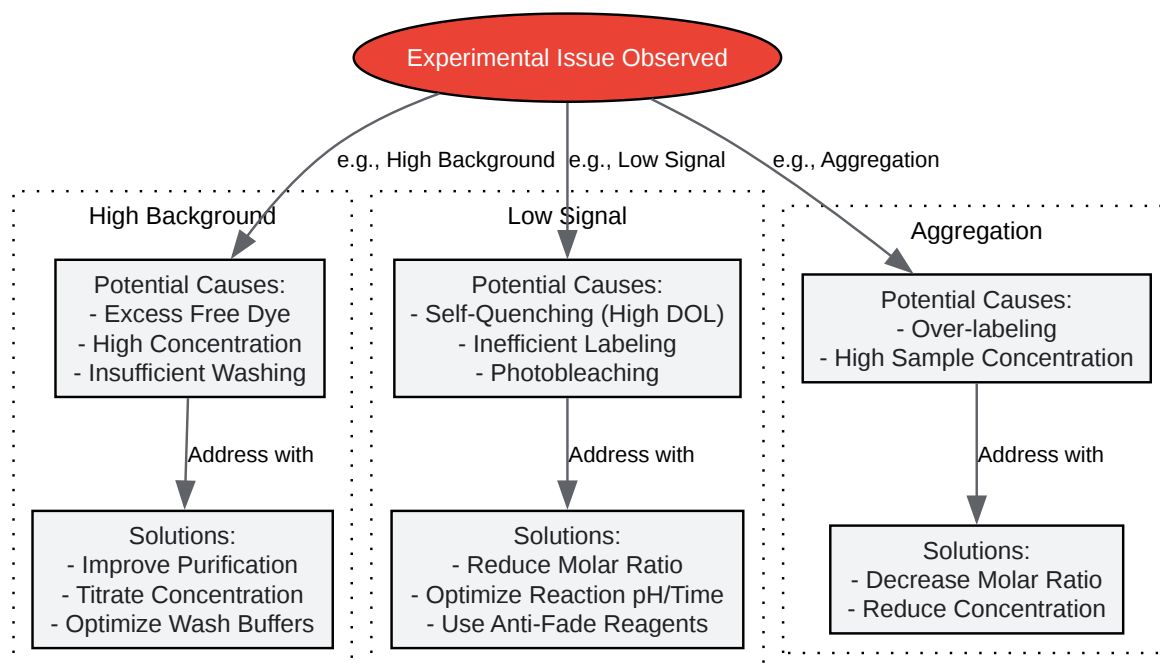 Experimental Issue Observed
e.g., High Background
e.g., Low Signal
e.g., Aggregation
High Background
Potential Causes:
- Excess Free Dye
- High Concentration
- Insufficient Washing
Address with
Solutions:
- Improve Purification
- Titrate Concentration
- Optimize Wash Buffers
Low Signal
Potential Causes:
- Self-Quenching (High DOL)
- Inefficient Labeling
- Photobleaching
Address with
Solutions:
- Reduce Molar Ratio
- Optimize Reaction pH/Time
- Use Anti-Fade Reagents
Aggregation
Potential Causes:
- Over-labeling
- High Sample Concentration
Address with
Solutions:
- Decrease Molar Ratio
- Reduce Concentration